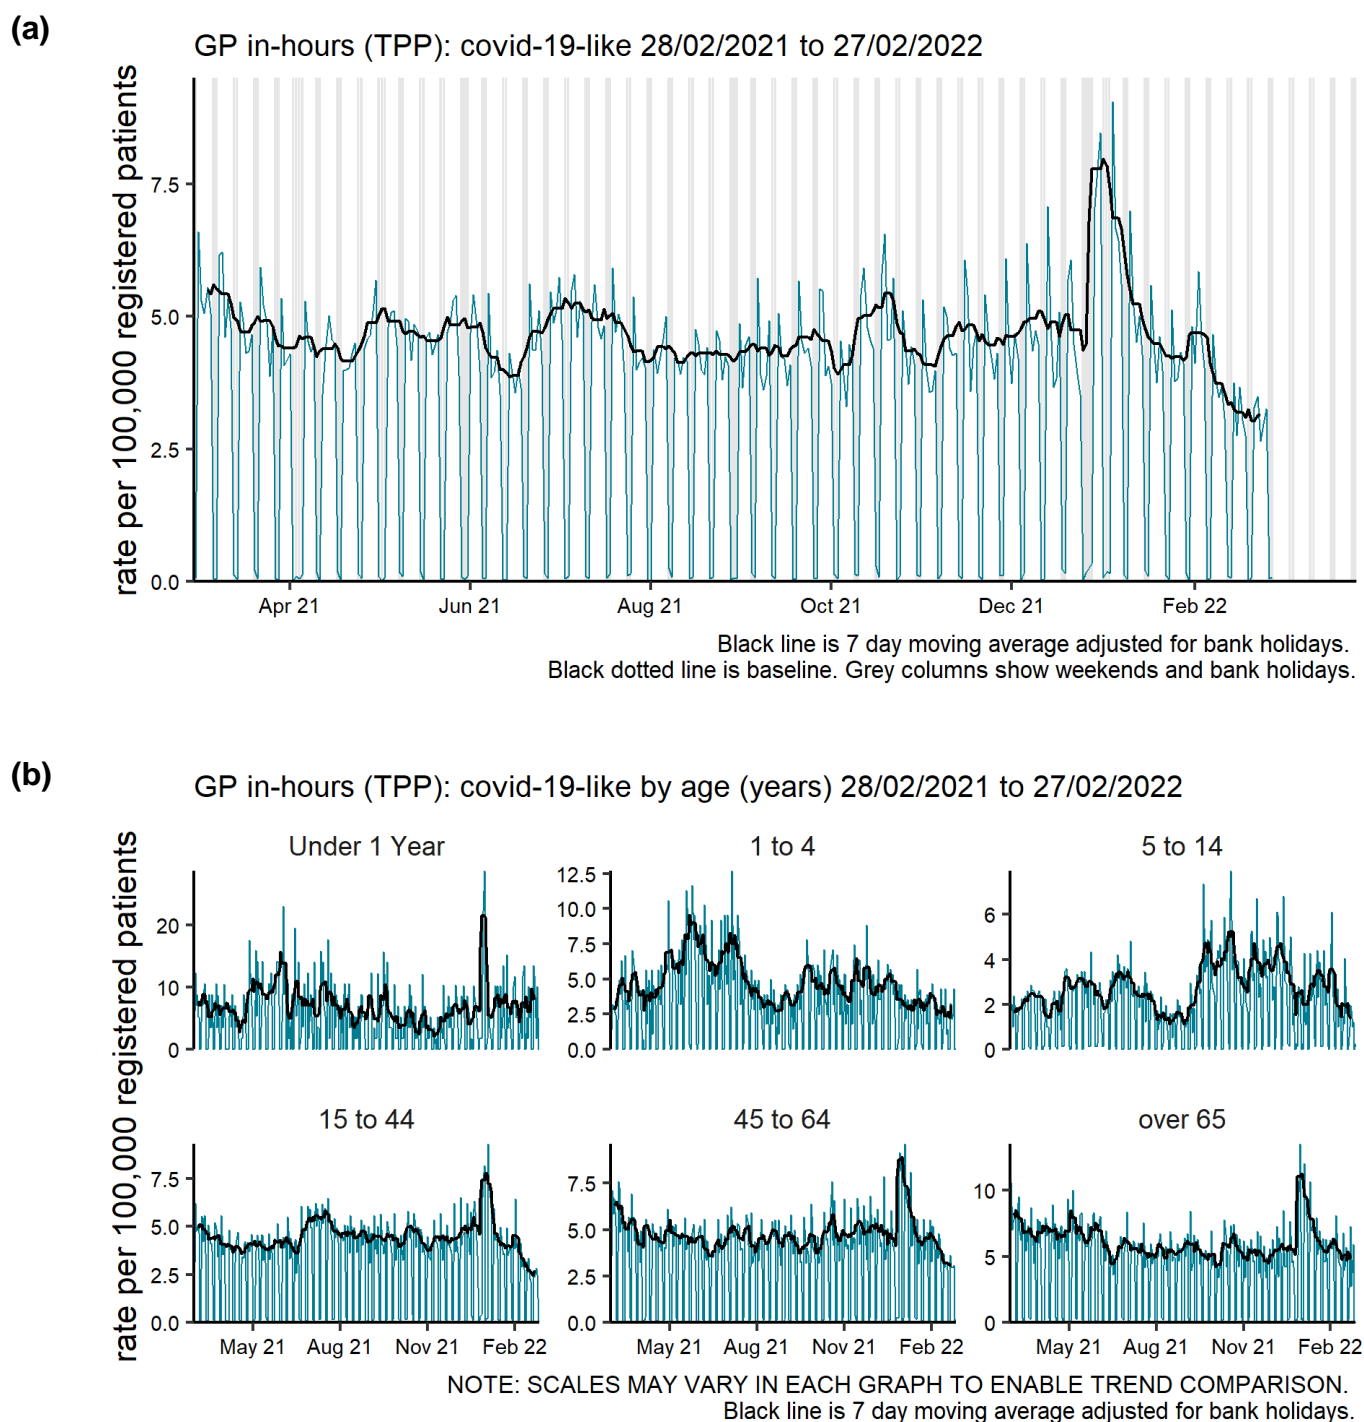 (a)
GP in-hours (TPP): covid-19-like 28/02/2021 to 27/02/2022
rate per 100,000 registered patients
7.5
5.0
2.5
0.0
Apr 21
Jun 21
Aug 21
Oct 21
Dec 21
Feb 22
Black line is 7 day moving average adjusted for bank holidays.
Black dotted line is baseline. Grey columns show weekends and bank holidays.
(b)
GP in-hours (TPP): covid-19-like by age (years) 28/02/2021 to 27/02/2022
rate per 100,000 registered patients
Under 1 Year
20
10
0
1 to 4
12.5
10.0
7.5
5.0
2.5
0.0
5 to 14
6
4
2
0
15 to 44
7.5
5.0
2.5
0.0
May 21
Aug 21
Nov 21
Feb 22
45 to 64
7.5
5.0
2.5
0.0
May 21
Aug 21
Nov 21
Feb 22
over 65
10
5
0
May 21
Aug 21
Nov 21
Feb 22
NOTE: SCALES MAY VARY IN EACH GRAPH TO ENABLE TREND COMPARISON.
Black line is 7 day moving average adjusted for bank holidays.